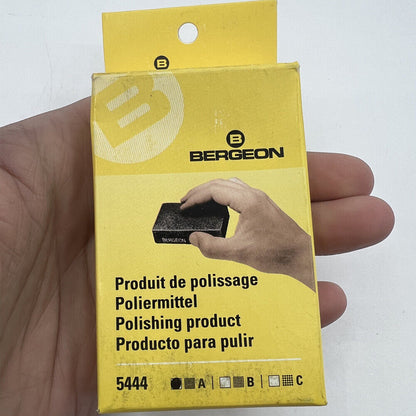 B
B
B
BERGEON
BERGEON
Produit de polissage
Poliermittel
Polishing product
Producto para pulir
5444 A B C